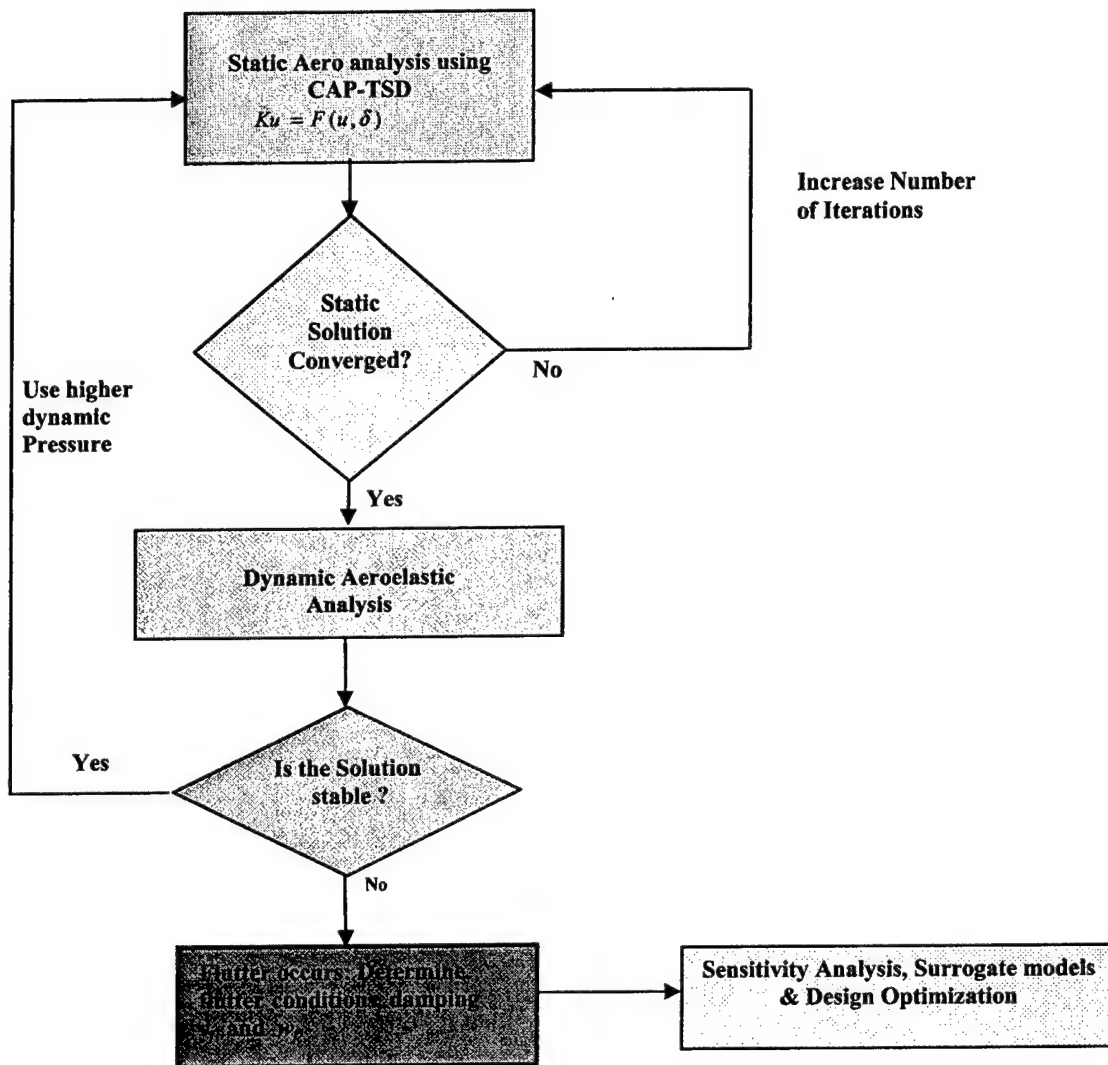 Static Aero analysis using
CAP-TSD
Ku = F(u, δ)
Increase Number
of Iterations
Static
Solution
Converged?
No
Use higher
dynamic
Pressure
Yes
Dynamic Aeroelastic
Analysis
Yes
Is the Solution
stable ?
No
Flutter occurs Determine
flutter conditions damping
and
Sensitivity Analysis, Surrogate models
& Design Optimization